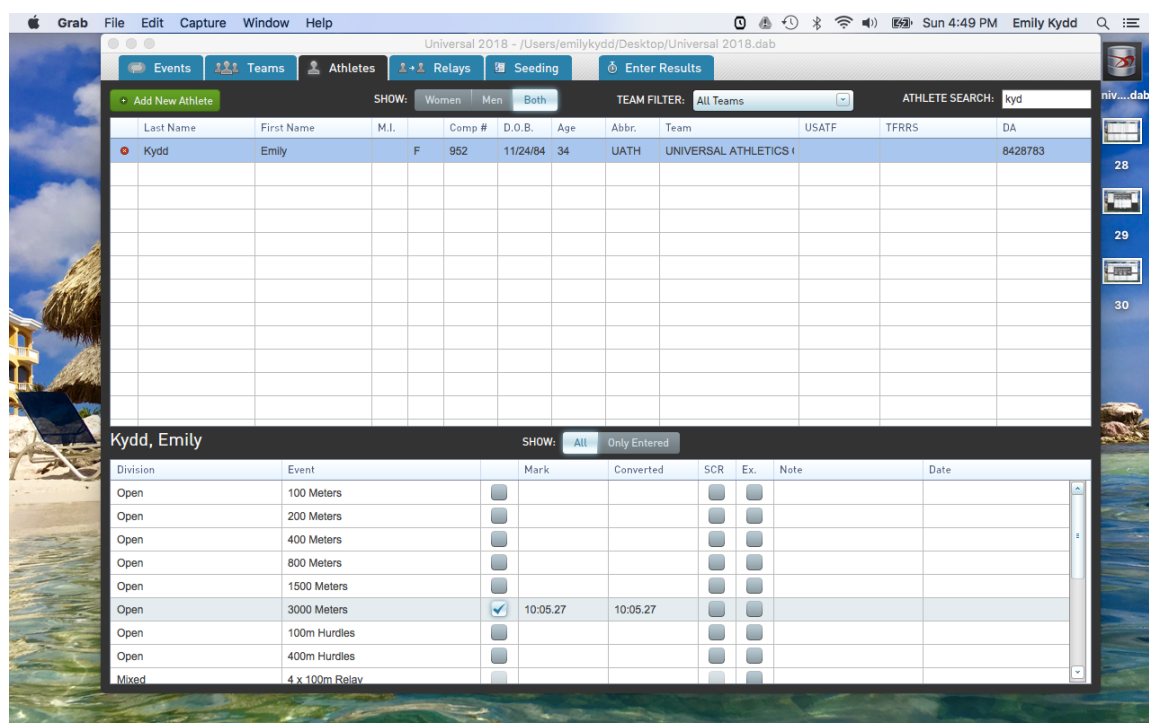 Grab File Edit Capture Window Help Sun 4:49 PM Emily Kydd
Universal 2018 - /Users/emilykydd/Desktop/Universal 2018.dab
Events Teams Athletes Relays Seeding Enter Results
Add New Athlete SHOW: Women Men Both TEAM FILTER: All Teams ATHLETE SEARCH: kyd
niv....dab
Last Name First Name M.I. Comp # D.O.B. Age Abbr. Team USATF TFRRS DA
Kydd Emily F 952 11/24/84 34 UATH UNIVERSAL ATHLETICS ( 8428783
28
29
30
Kydd, Emily SHOW: All Only Entered
Division Event Mark Converted SCR Ex. Note Date
Open 100 Meters
Open 200 Meters
Open 400 Meters
Open 800 Meters
Open 1500 Meters
Open 3000 Meters 10:05.27 10:05.27
Open 100m Hurdles
Open 400m Hurdles
Mixed 4 x 100m Relay